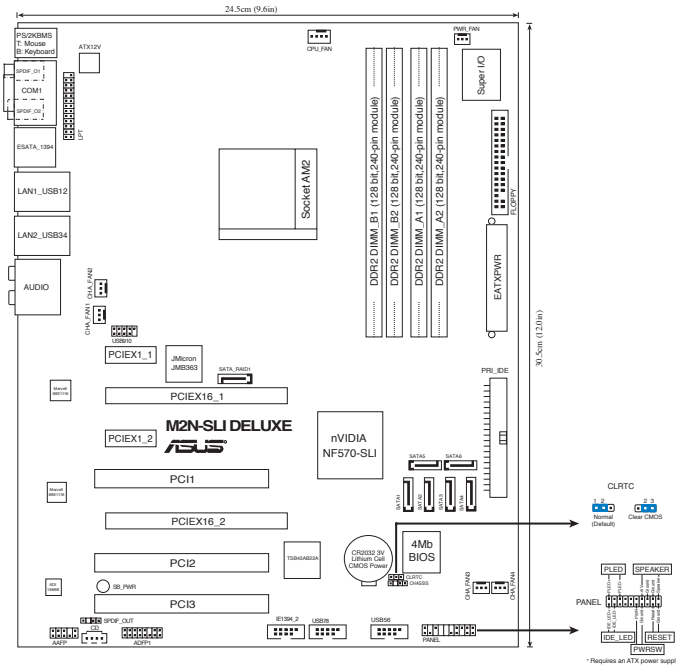 24.5cm (9.6in)
PS/2KBMS
T: Mouse
B: Keyboard
ATX12V
CPU_FAN
PWR_FAN
SPDIF_O1
COM1
SPDIF_O2
LPT
Super I/O
ESATA_1394
Socket AM2
DDR2 DIMM_B1 (128 bit,240-pin module)
DDR2 DIMM_B2 (128 bit,240-pin module)
DDR2 DIMM_A1 (128 bit,240-pin module)
DDR2 DIMM_A2 (128 bit,240-pin module)
FLOPPY
LAN1_USB12
LAN2_USB34
EATXPWR
AUDIO
CHA_FAN2
CHA_FAN1
USB910
30.5cm (12.0in)
PCIEX1_1
JMicron
JMB363
SATA_RAID1
PRI_IDE
Marvell
PCIEX16_1
PCIEX1_2
M2N-SLI DELUXE
ASUS
nVIDIA
NF570-SLI
SATA5
SATA6
PCI1
SATA1
SATA2
SATA3
SATA4
Marvell
PCIEX16_2
CLRTC
1 2
2 3
Normal
(Default)
Clear CMOS
PCI2
TSB43AB22A
CR2032 3V
Lithium Cell
CMOS Power
4Mb
BIOS
CLRTC
CHASSIS
ADI
SB_PWR
CHA_FAN3
CHA_FAN4
PLED
SPEAKER
PCI3
PANEL
SPDIF_OUT
CD
AAFP
ADFP1
IE1394_2
USB78
USB56
PANEL
IDE_LED
RESET
PWRSW
* Requires an ATX power suppl